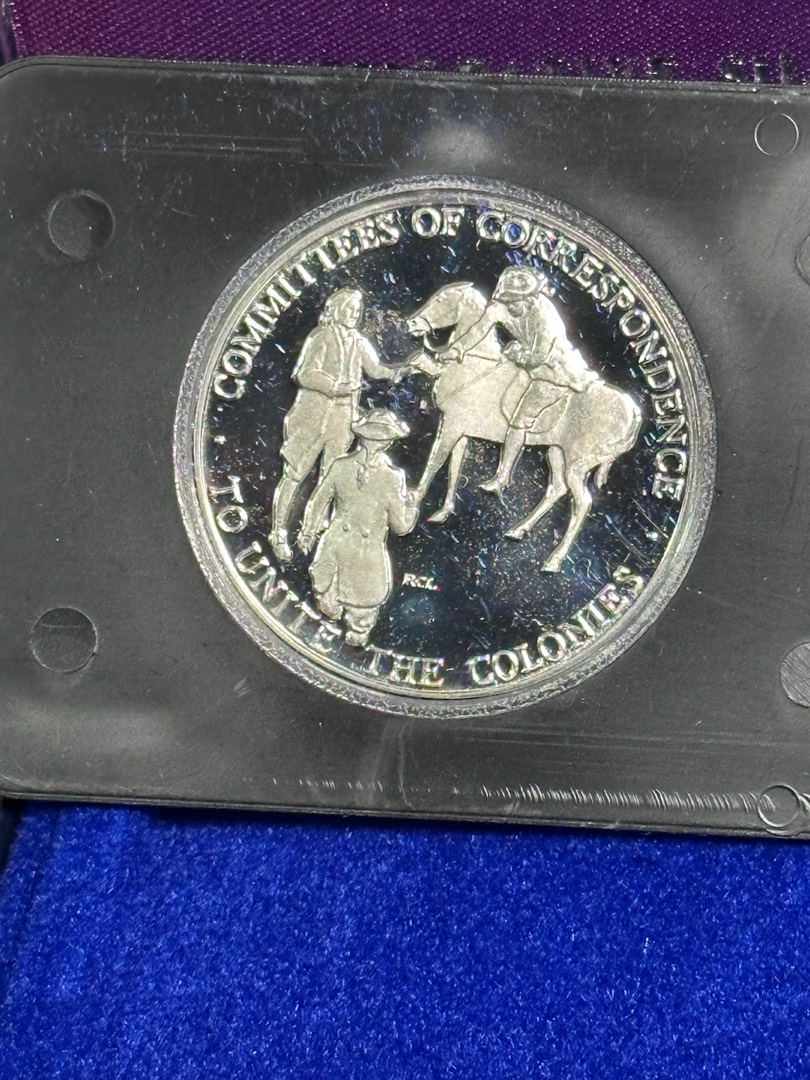 COMMITTEES OF CORRESPONDENCE
TO UNITE THE COLONIES
RCL